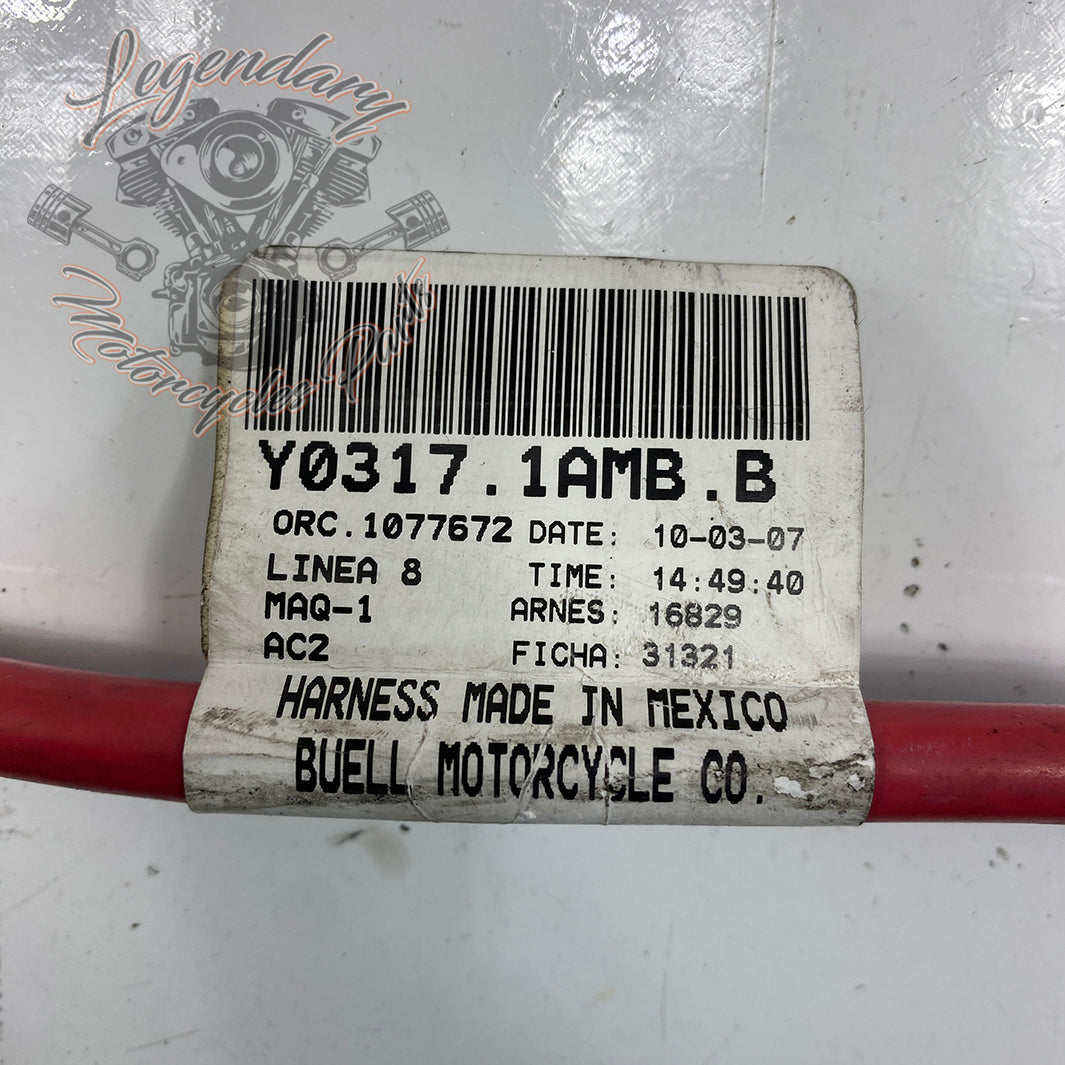 Legendary
Motorcycles Parts
Y0317.1AMB.B
ORC.1077672 DATE: 10-03-07
LINEA 8 TIME: 14:49:40
MAQ-1 ARNES: 16829
AC2 FICHA: 31321
HARNESS MADE IN MEXICO
BUELL MOTORCYCLE CO.